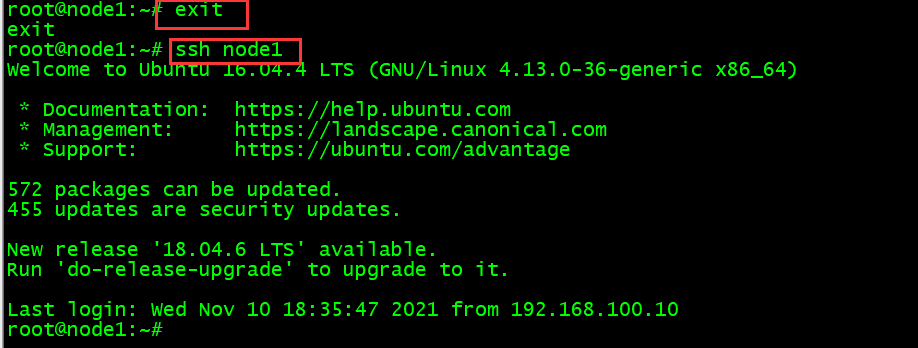 root@node1:~# exit
exit
root@node1:~# ssh node1
Welcome to Ubuntu 16.04.4 LTS (GNU/Linux 4.13.0-36-generic x86_64)
* Documentation: https://help.ubuntu.com
* Management: https://landscape.canonical.com
* Support: https://ubuntu.com/advantage
572 packages can be updated.
455 updates are security updates.
New release '18.04.6 LTS' available.
Run 'do-release-upgrade' to upgrade to it.
Last login: Wed Nov 10 18:35:47 2021 from 192.168.100.10
root@node1:~#